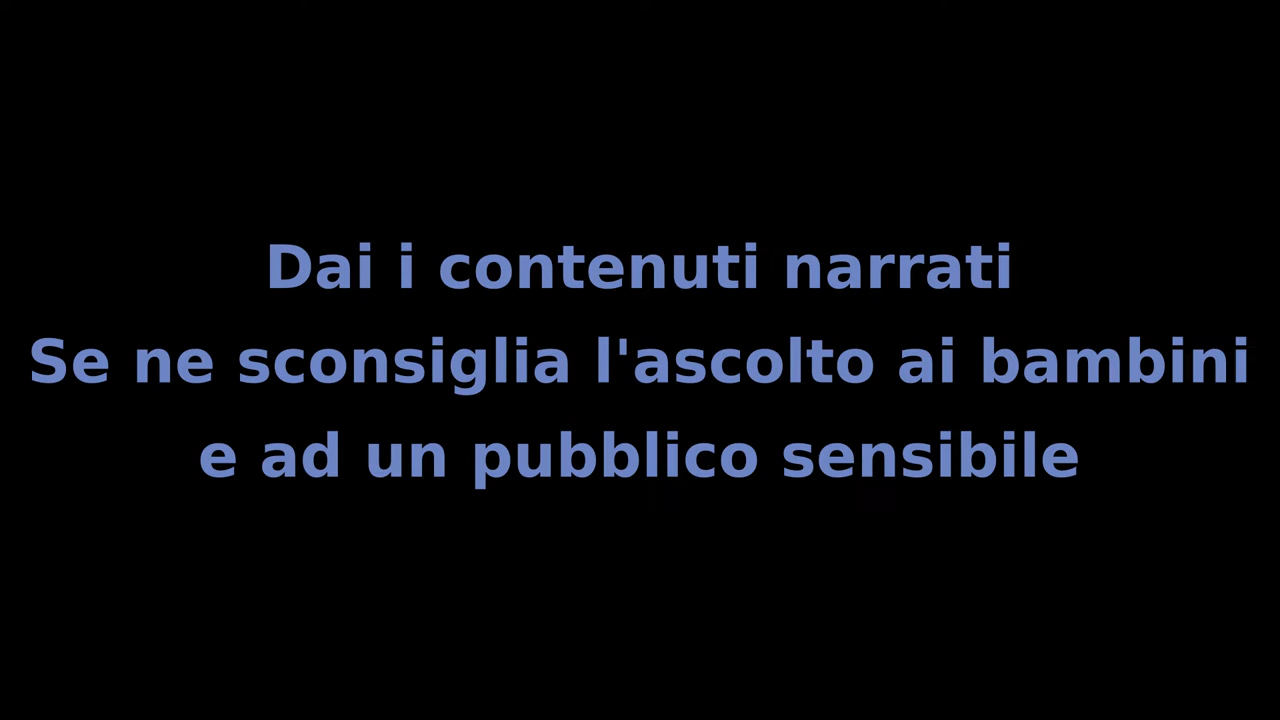 Dai i contenuti narrati
Se ne sconsiglia l'ascolto ai bambini
e ad un pubblico sensibile